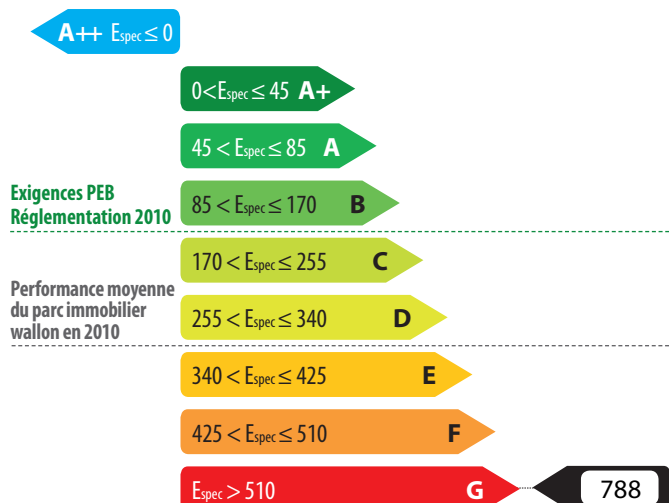 A++ Espec ≤ 0
0<Espec ≤ 45 A+
45 < Espec ≤ 85 A
Exigences PEB
Réglementation 2010
85 < Espec ≤ 170 B
170 < Espec ≤ 255 C
Performance moyenne
du parc immobilier
wallon en 2010
255 < Espec ≤ 340 D
340 < Espec ≤ 425 E
425 < Espec ≤ 510 F
Espec > 510 G
788